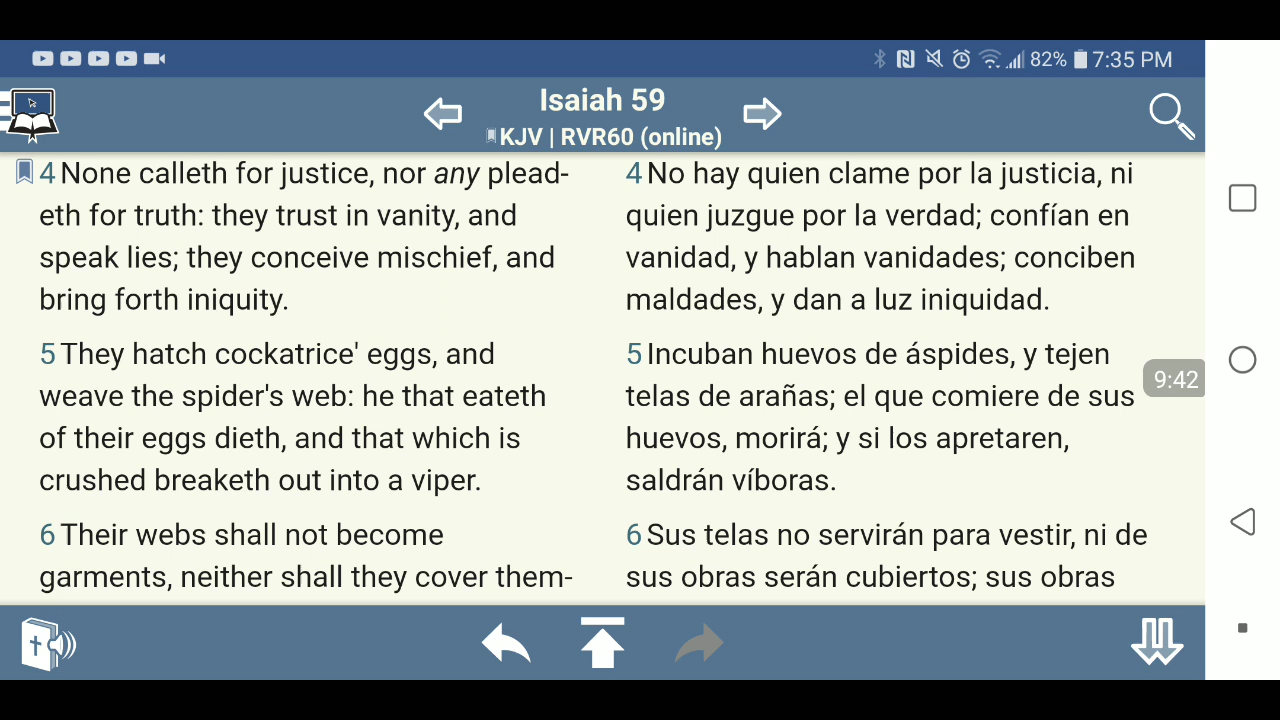 82% 7:35 PM
Isaiah 59
KJV | RVR60 (online)
4 None calleth for justice, nor any plead-
eth for truth: they trust in vanity, and
speak lies; they conceive mischief, and
bring forth iniquity.
5 They hatch cockatrice' eggs, and
weave the spider's web: he that eateth
of their eggs dieth, and that which is
crushed breaketh out into a viper.
6 Their webs shall not become
garments, neither shall they cover them-
4 No hay quien clame por la justicia, ni
quien juzgue por la verdad; confían en
vanidad, y hablan vanidades; conciben
maldades, y dan a luz iniquidad.
5 Incuban huevos de áspides, y tejen
telas de arañas; el que comiere de sus
huevos, morirá; y si los apretaren,
saldrán víboras.
6 Sus telas no servirán para vestir, ni de
sus obras serán cubiertos; sus obras
9:42